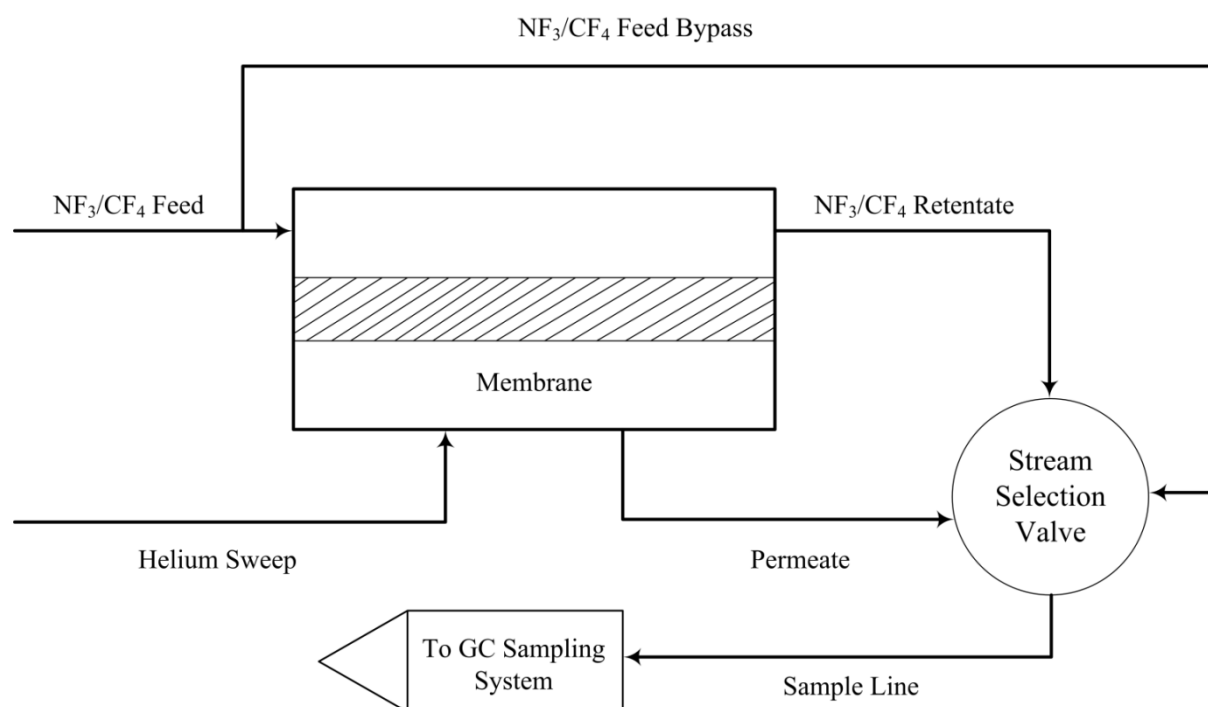 NF₃/CF₄ Feed Bypass
NF₃/CF₄ Feed
NF₃/CF₄ Retentate
Membrane
Stream
Selection
Valve
Helium Sweep
Permeate
To GC Sampling
System
Sample Line